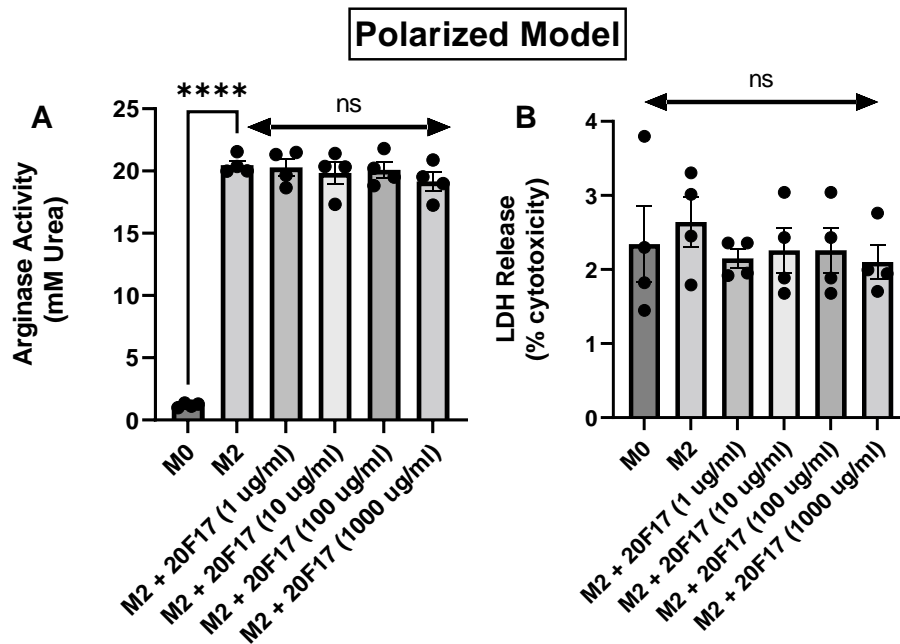 Polarized Model
A
****
ns
Arginase Activity
(mM Urea)
25
20
15
10
5
0
M0
M2
M2 + 20F17 (1 ug/ml)
M2 + 20F17 (10 ug/ml)
M2 + 20F17 (100 ug/ml)
M2 + 20F17 (1000 ug/ml)
B
ns
LDH Release
(% cytotoxicity)
4
3
2
1
0
M0
M2
M2 + 20F17 (1 ug/ml)
M2 + 20F17 (10 ug/ml)
M2 + 20F17 (100 ug/ml)
M2 + 20F17 (1000 ug/ml)